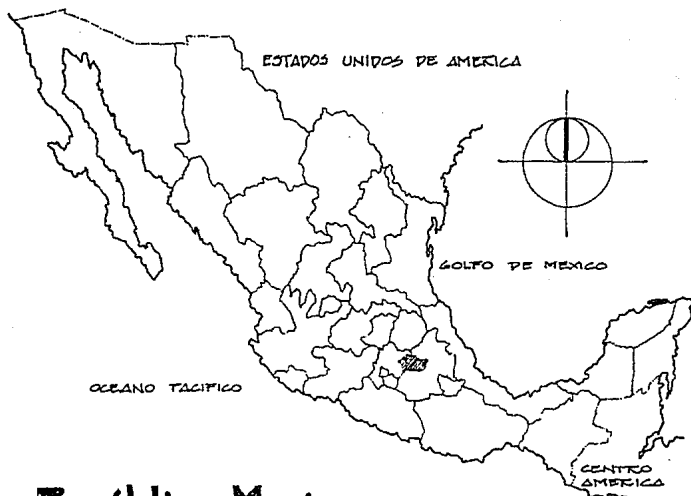 ESTADOS UNIDOS DE AMERICA
GOLFO DE MEXICO
OCEANO PACIFICO
CENTRO
AMERICA